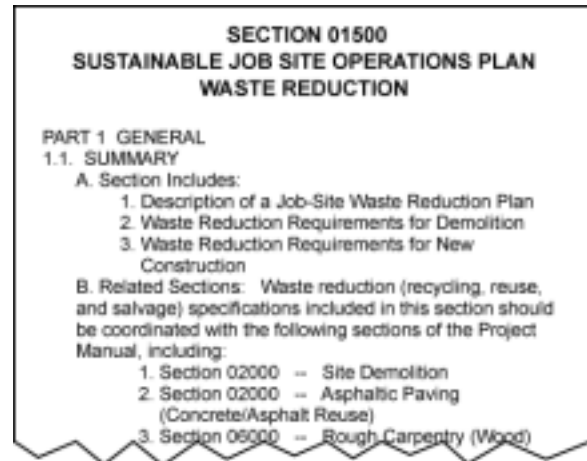 SECTION 01500
SUSTAINABLE JOB SITE OPERATIONS PLAN
WASTE REDUCTION
PART 1 GENERAL
1.1. SUMMARY
A. Section Includes:
1. Description of a Job-Site Waste Reduction Plan
2. Waste Reduction Requirements for Demolition
3. Waste Reduction Requirements for New
Construction
B. Related Sections: Waste reduction (recycling, reuse,
and salvage) specifications included in this section should
be coordinated with the following sections of the Project
Manual, including:
1. Section 02000 -- Site Demolition
2. Section 02000 -- Asphaltic Paving
(Concrete/Asphalt Reuse)
3. Section 06000 -- Rough Carpentry (Wood)